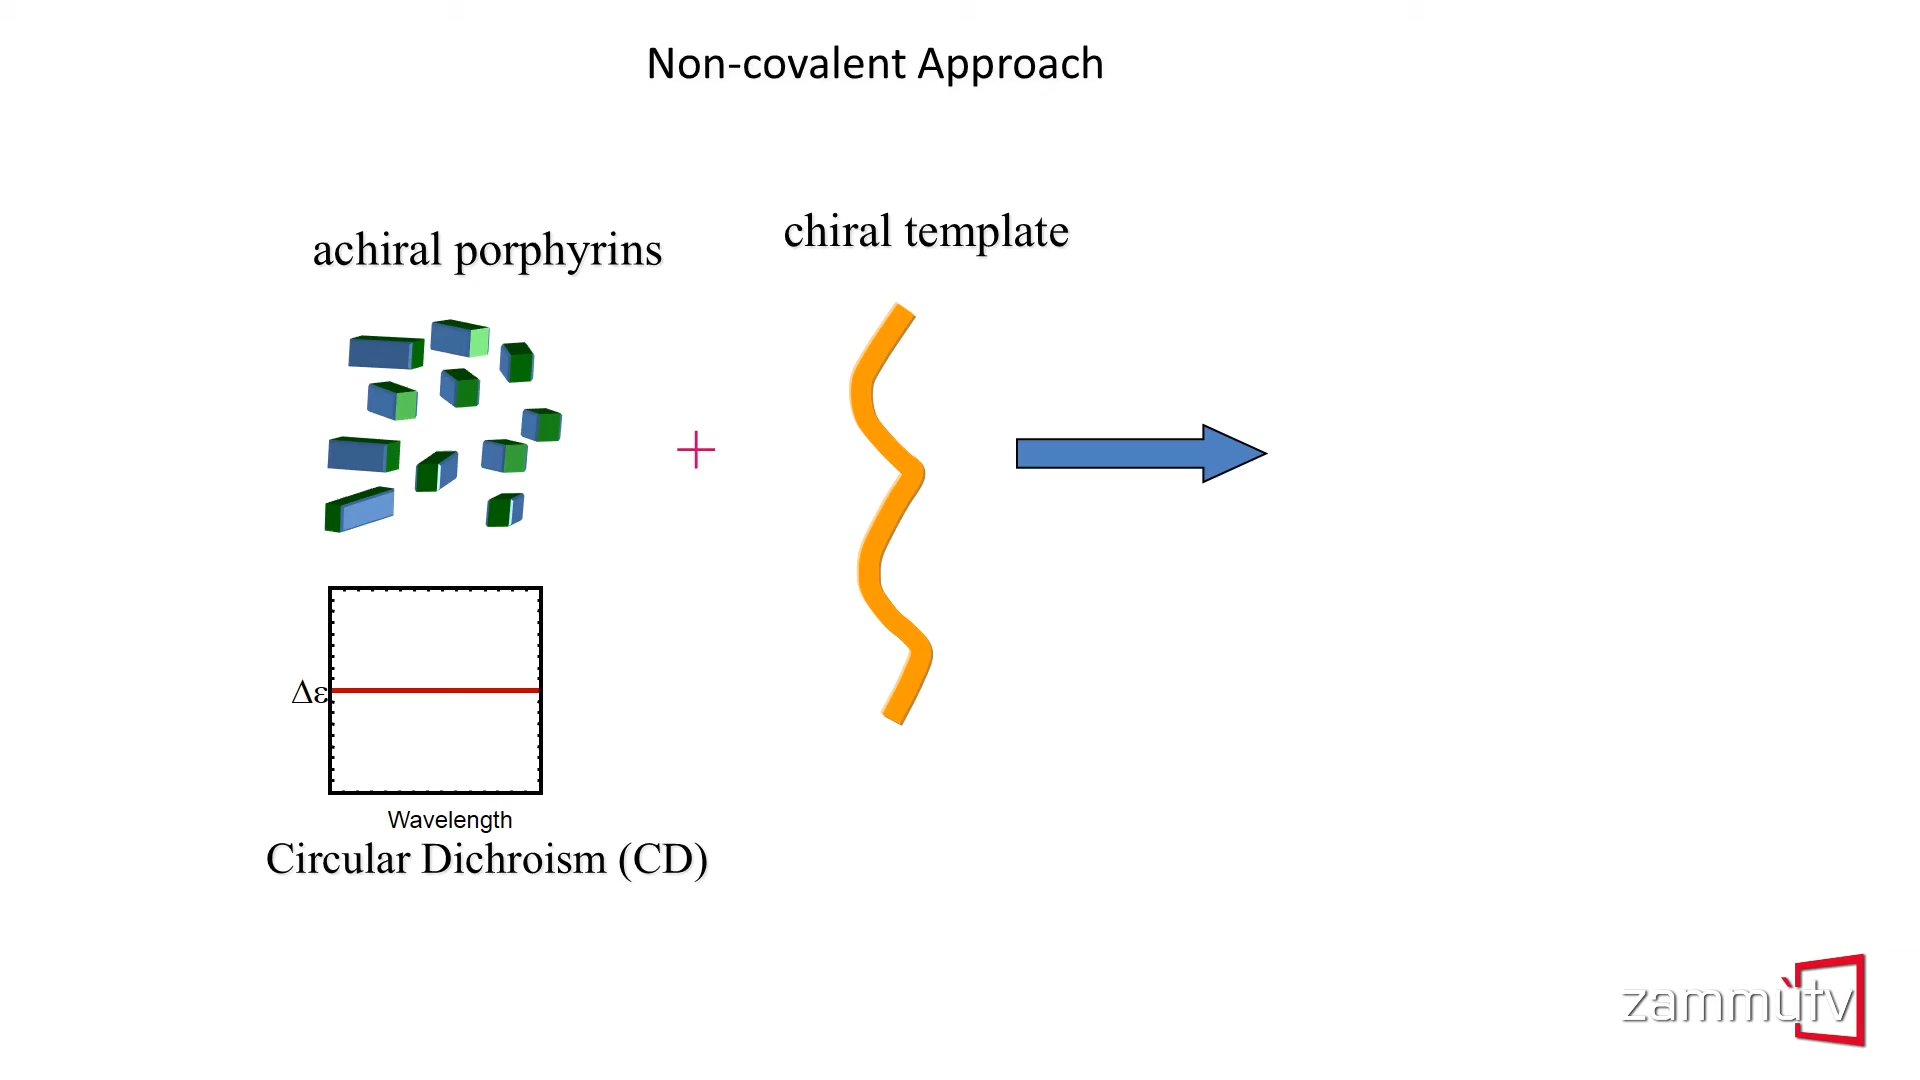 Non-covalent Approach
achiral porphyrins
chiral template
+
Δε
Wavelength
Circular Dichroism (CD)
zammùtv